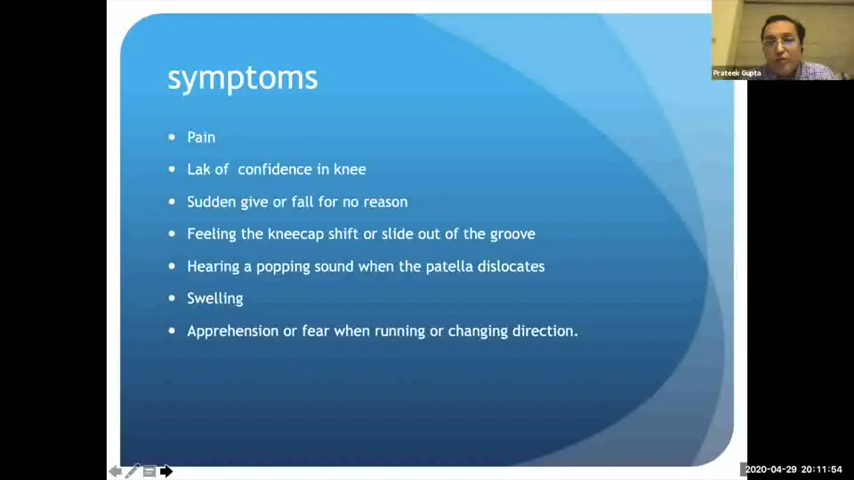 symptoms
Prateek Gupta
• Pain
• Lak of confidence in knee
• Sudden give or fall for no reason
• Feeling the kneecap shift or slide out of the groove
• Hearing a popping sound when the patella dislocates
• Swelling
• Apprehension or fear when running or changing direction.
2020-04-29 20:11:54